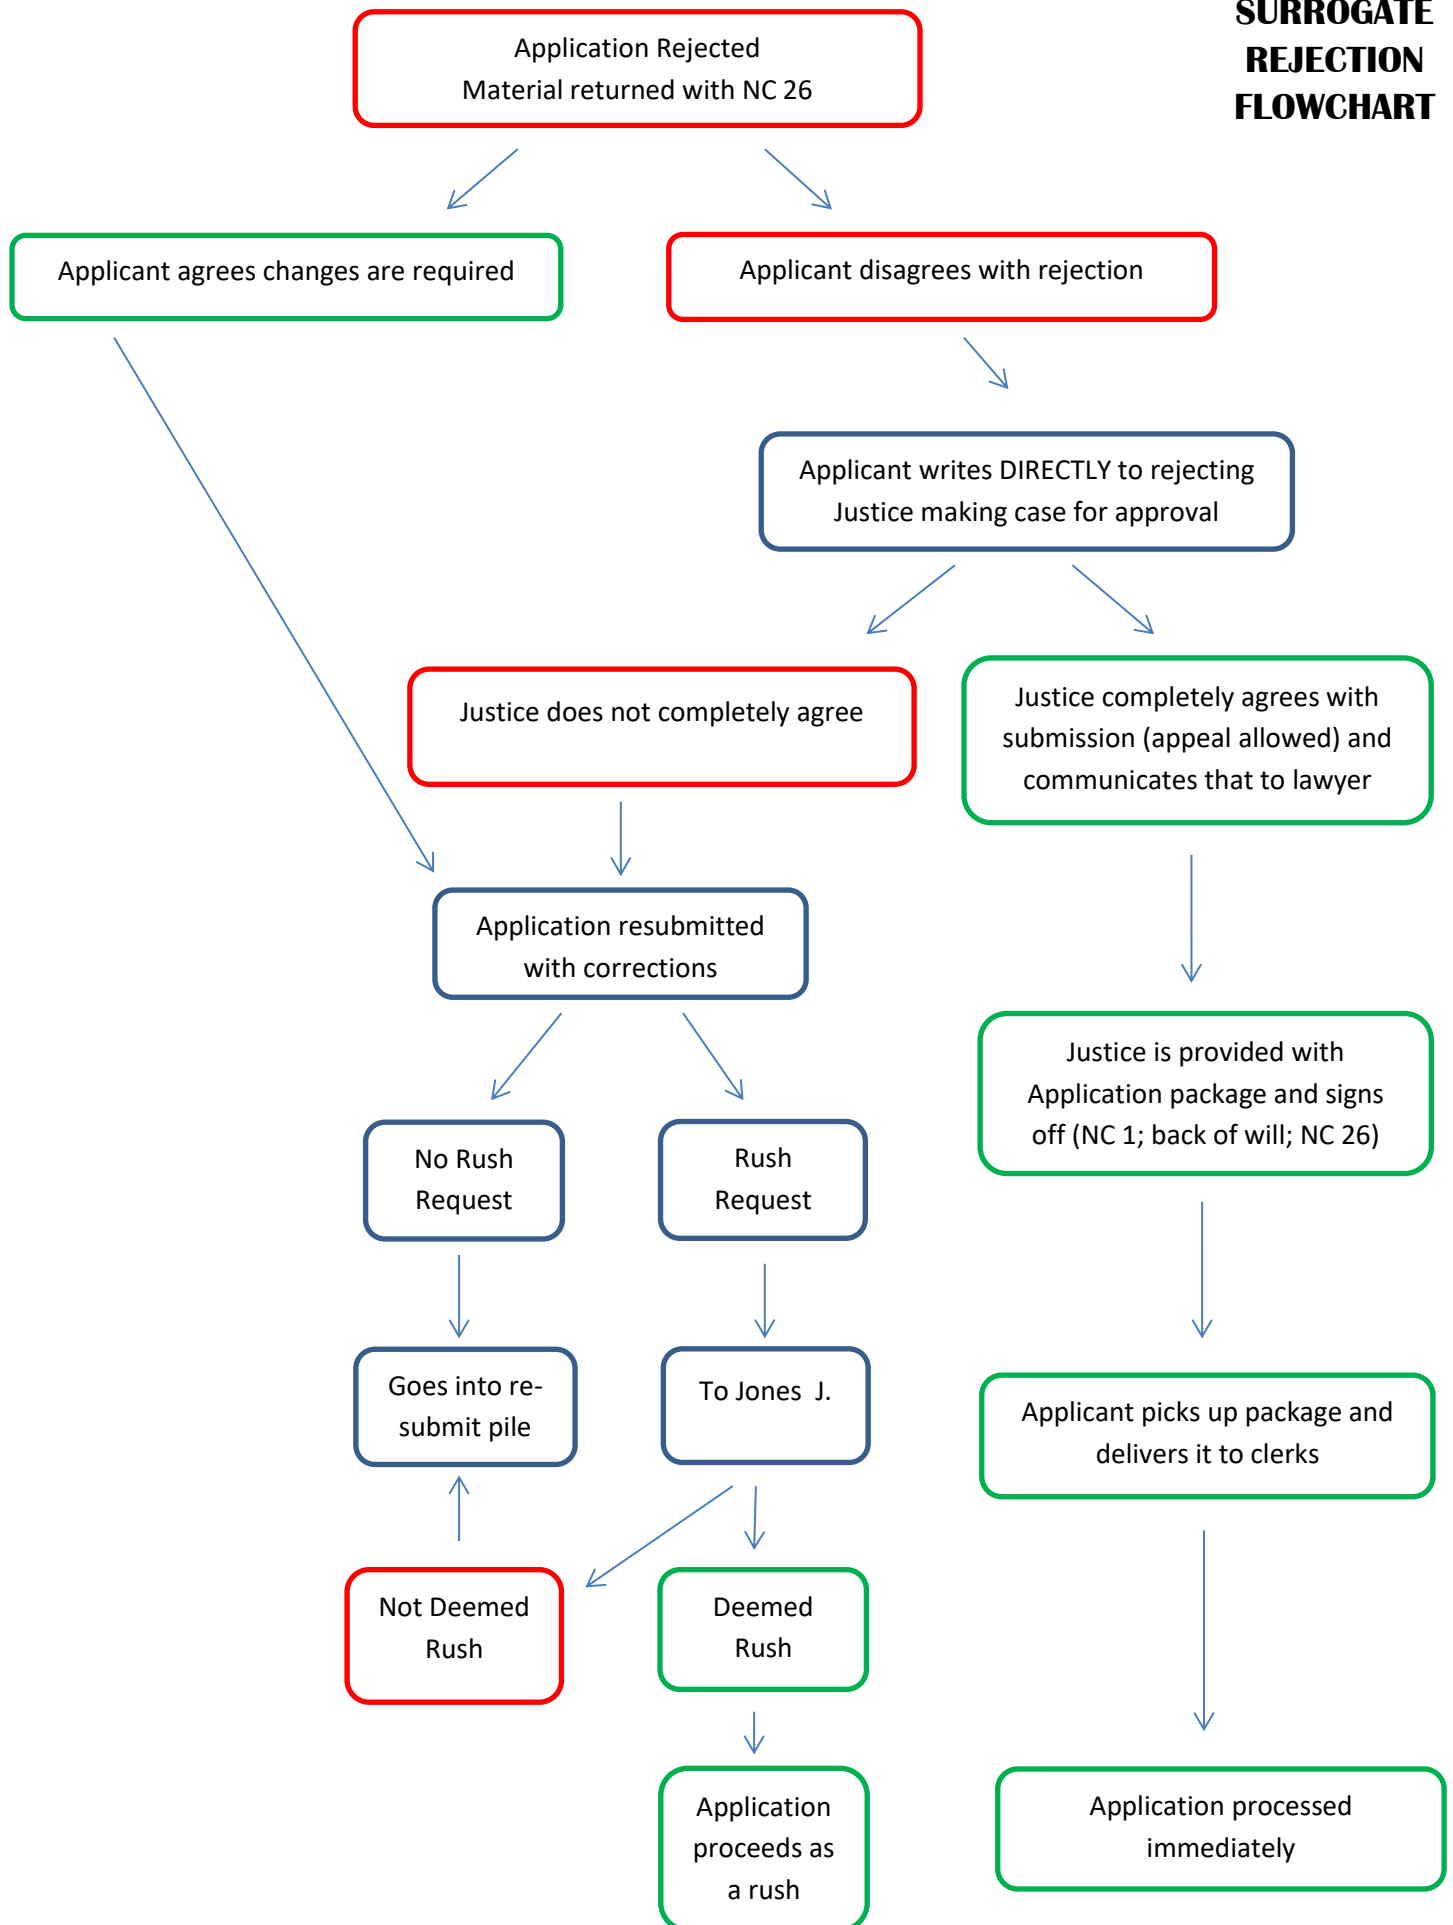 SURROGATE
REJECTION
FLOWCHART
Application Rejected
Material returned with NC 26
Applicant agrees changes are required
Applicant disagrees with rejection
Applicant writes DIRECTLY to rejecting
Justice making case for approval
Justice does not completely agree
Justice completely agrees with
submission (appeal allowed) and
communicates that to lawyer
Application resubmitted
with corrections
Justice is provided with
Application package and signs
off (NC 1; back of will; NC 26)
No Rush
Request
Rush
Request
Goes into re-
submit pile
To Jones J.
Applicant picks up package and
delivers it to clerks
Not Deemed
Rush
Deemed
Rush
Application
proceeds as
a rush
Application processed
immediately